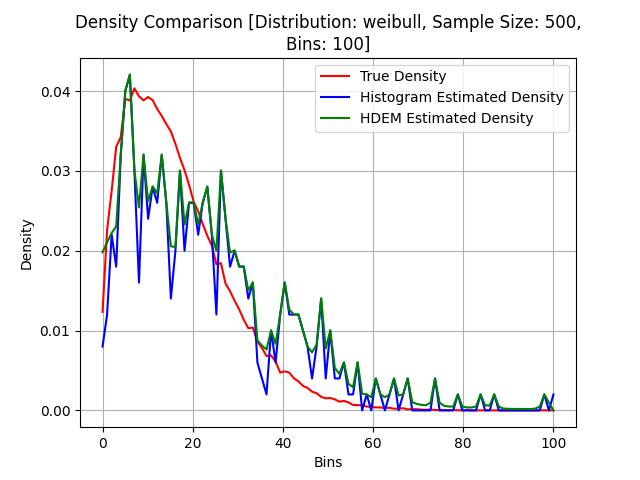 Density Comparison [Distribution: weibull, Sample Size: 500,
Bins: 100]
True Density
Histogram Estimated Density
HDEM Estimated Density
Density
0.04
0.03
0.02
0.01
0.00
0 20 40 60 80 100
Bins